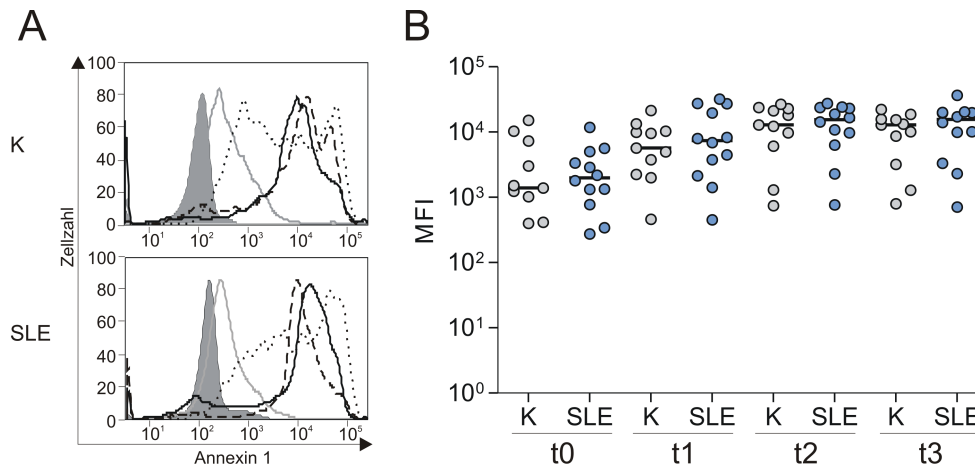 A
K
Zellzahl
100
80
60
40
20
0
10¹ 10² 10³ 10⁴ 10⁵
SLE
100
80
60
40
20
0
10¹ 10² 10³ 10⁴ 10⁵
Annexin 1
B
MFI
10⁵
10⁴
10³
10²
10¹
10⁰
K SLE K SLE K SLE K SLE
t0 t1 t2 t3